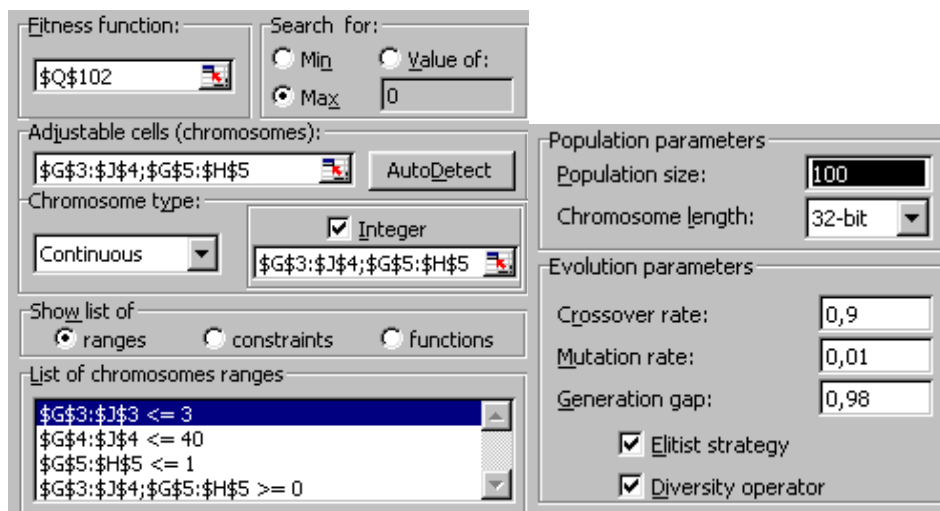 Fitness function:
$Q$102
Search for:
Min
Value of:
Max
0
Adjustable cells (chromosomes):
$G$3:$J$4;$G$5:$H$5
AutoDetect
Chromosome type:
Continuous
Integer
$G$3:$J$4;$G$5:$H$5
Show list of
ranges
constraints
functions
List of chromosomes ranges
$G$3:$J$3 <= 3
$G$4:$J$4 <= 40
$G$5:$H$5 <= 1
$G$3:$J$4;$G$5:$H$5 >= 0
Population parameters
Population size:
100
Chromosome length:
32-bit
Evolution parameters
Crossover rate:
0,9
Mutation rate:
0,01
Generation gap:
0,98
Elitist strategy
Diversity operator